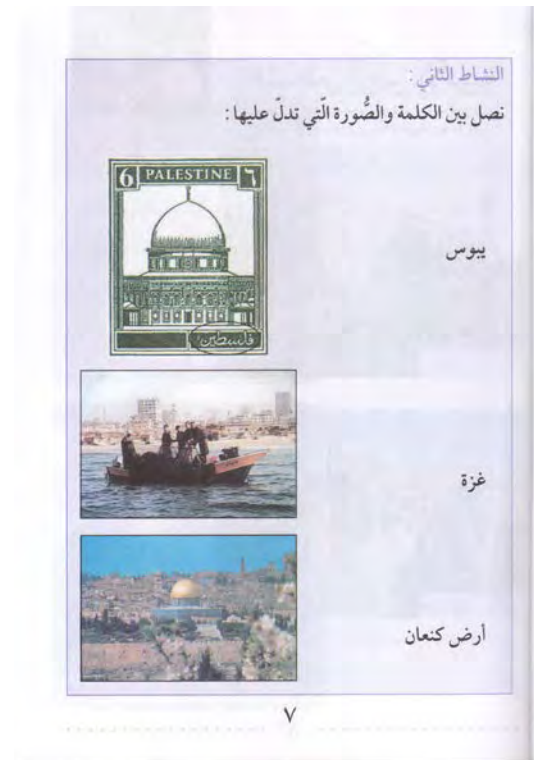 النشاط الثاني :
نصل بين الكلمة والصُّورة الّتي تدلّ عليها :
6 PALESTINE ٦
يبوس
فلسطين
غزة
أرض كنعان
٧